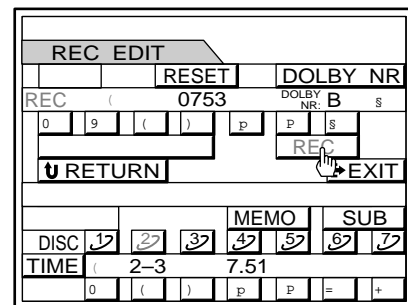 REC EDIT
RESET DOLBY NR
REC ( 0753 DOLBY NR: B §
0 9 ( ) p P §
REC
RETURN EXIT
MEMO SUB
DISC 1 2 3 4 5 6 7
TIME ( 2–3 7.51
0 ( ) p P = +